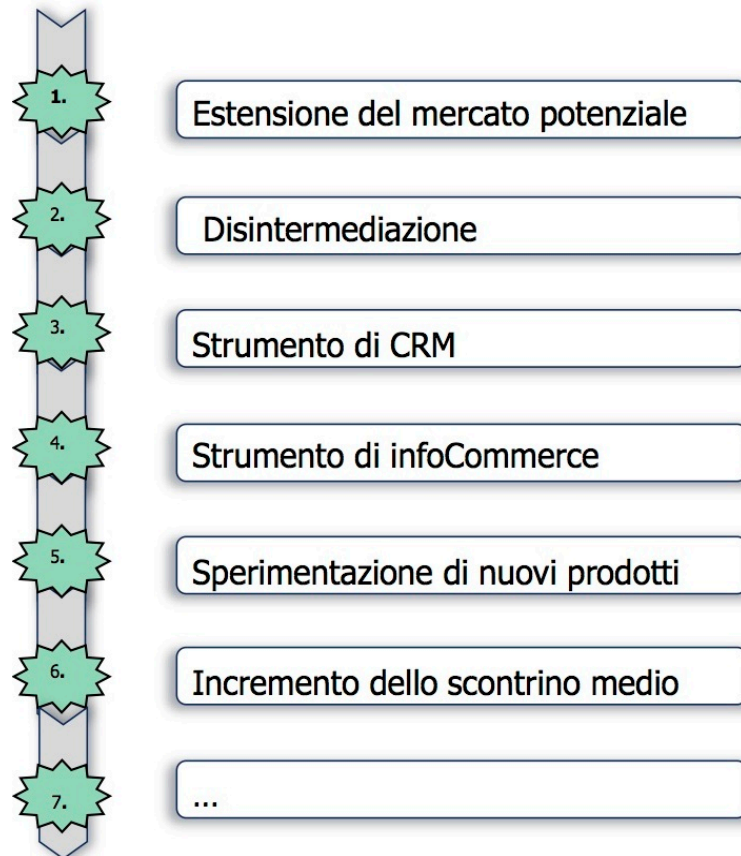 1. Estensione del mercato potenziale
2. Disintermediazione
3. Strumento di CRM
4. Strumento di infoCommerce
5. Sperimentazione di nuovi prodotti
6. Incremento dello scontrino medio
7. ...